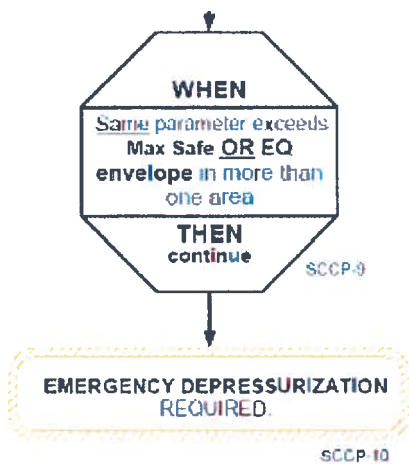 WHEN
Same parameter exceeds
Max Safe OR EQ
envelope in more than
one area
THEN
continue
SCCP-9
EMERGENCY DEPRESSURIZATION
REQUIRED.
SCCP-10